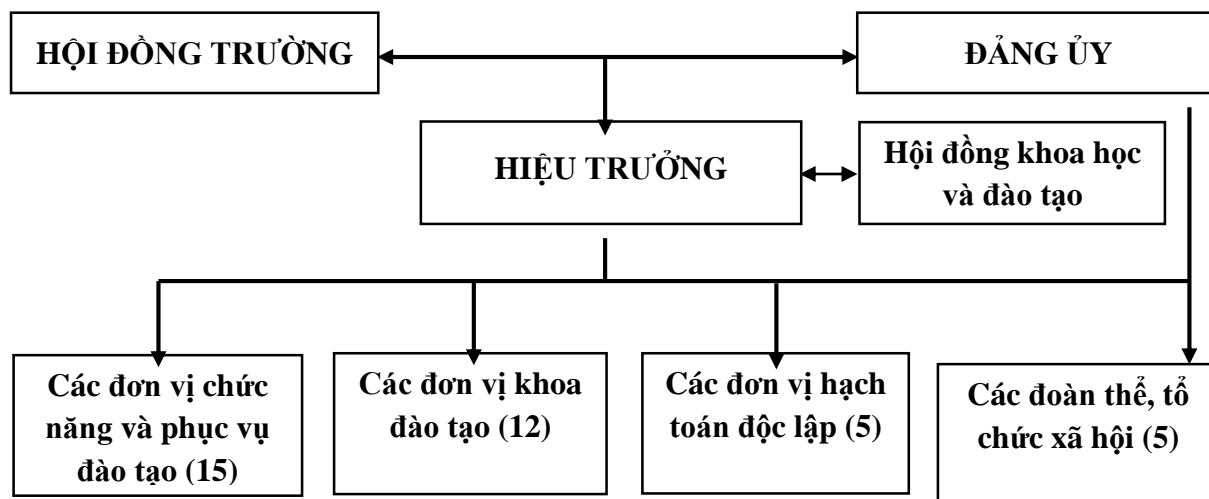 HỘI ĐỒNG TRƯỜNG
ĐẢNG ỦY
HIỆU TRƯỞNG
Hội đồng khoa học
và đào tạo
Các đơn vị chức
năng và phục vụ
đào tạo (15)
Các đơn vị khoa
đào tạo (12)
Các đơn vị hạch
toán độc lập (5)
Các đoàn thể, tổ
chức xã hội (5)